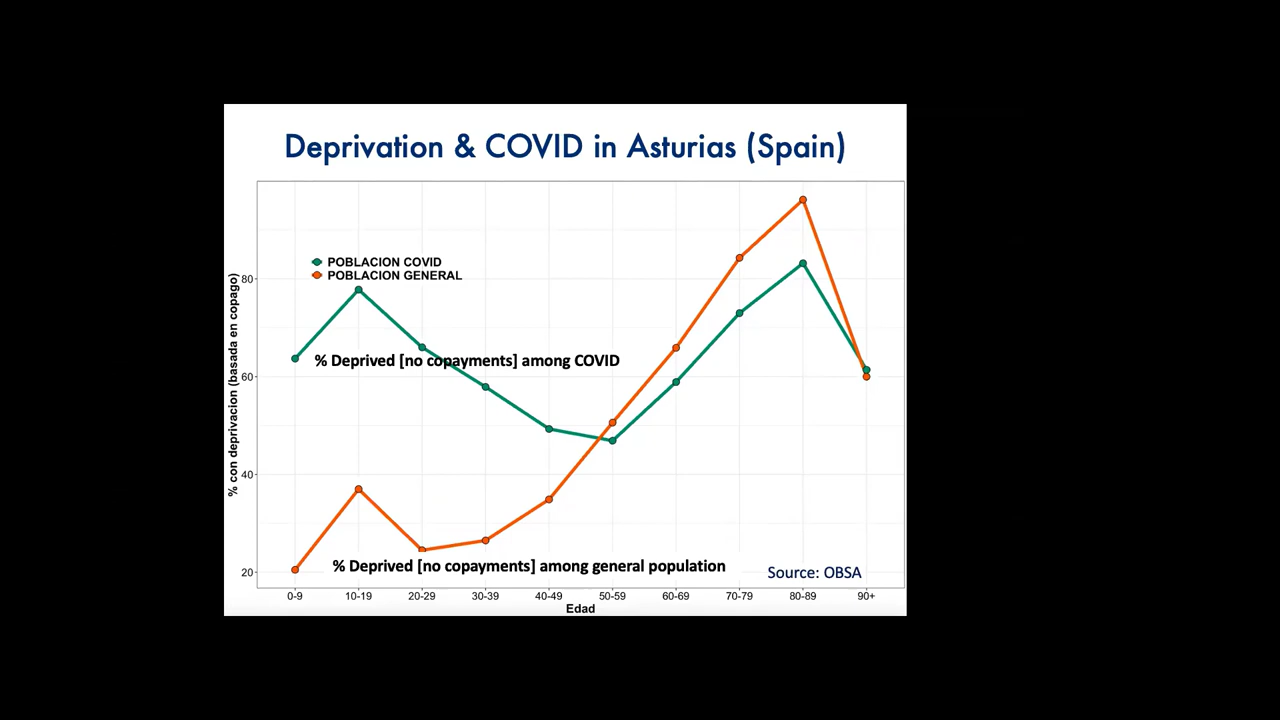 Deprivation & COVID in Asturias (Spain)
POBLACION COVID
POBLACION GENERAL
% con deprivacion (basada en copago)
80
60
40
20
% Deprived [no copayments] among COVID
% Deprived [no copayments] among general population
Source: OBSA
0-9 10-19 20-29 30-39 40-49 50-59 60-69 70-79 80-89 90+
Edad